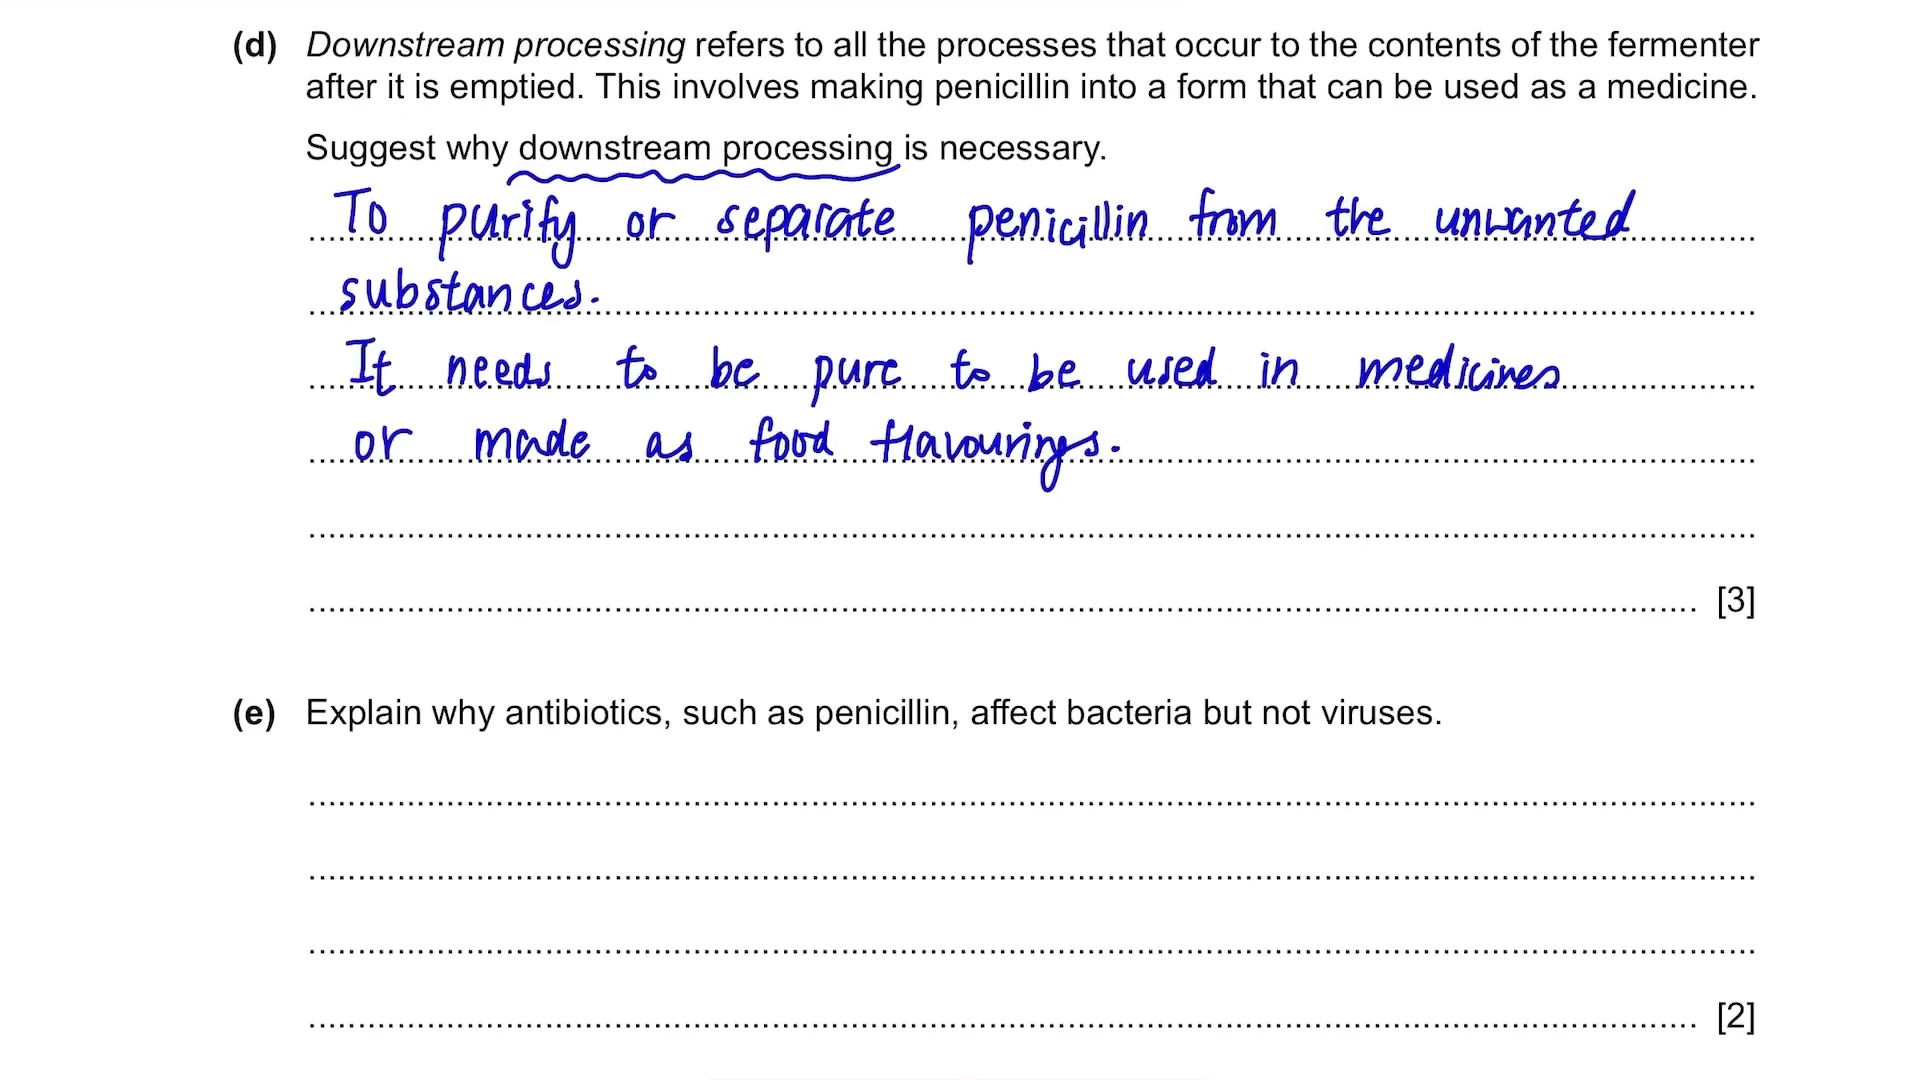 (d) Downstream processing refers to all the processes that occur to the contents of the fermenter
after it is emptied. This involves making penicillin into a form that can be used as a medicine.
Suggest why downstream processing is necessary.
To purify or separate penicillin from the unwanted
substances.
It needs to be pure to be used in medicines
or made as food flavourings.
[3]
(e) Explain why antibiotics, such as penicillin, affect bacteria but not viruses.
[2]